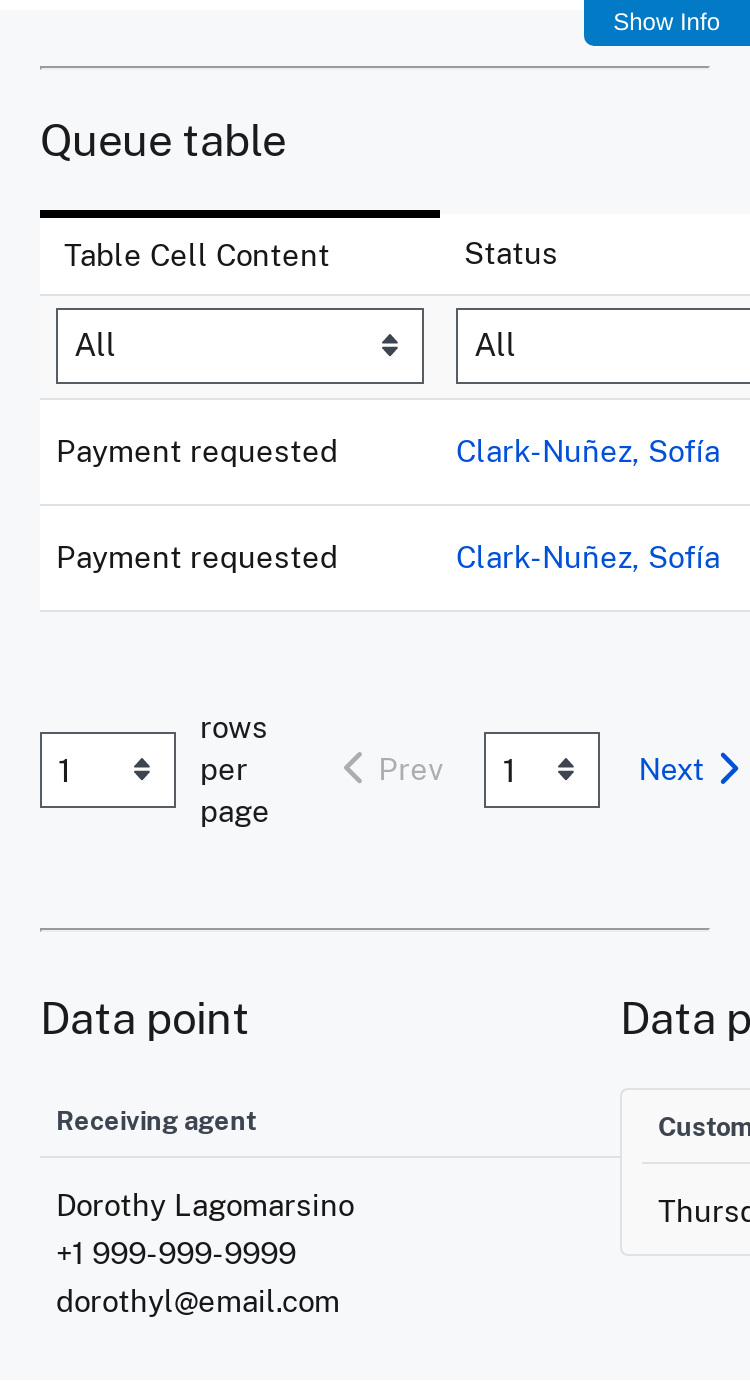 Show Info
Queue table
Table Cell Content
Status
All
All
Payment requested
Clark-Nuñez, Sofía
Payment requested
Clark-Nuñez, Sofía
1
rows
per
page
Prev
1
Next
Data point
Data p
Receiving agent
Custom
Dorothy Lagomarsino
+1 999-999-9999
dorothyl@email.com
Thursd